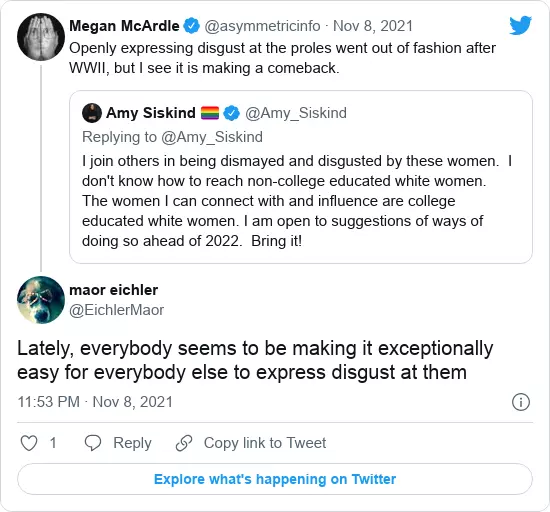 Megan McArdle @asymmetricinfo · Nov 8, 2021
Openly expressing disgust at the proles went out of fashion after
WWII, but I see it is making a comeback.
Amy Siskind 🏳️‍🌈 @Amy_Siskind
Replying to @Amy_Siskind
I join others in being dismayed and disgusted by these women.  I
don't know how to reach non-college educated white women.
The women I can connect with and influence are college
educated white women. I am open to suggestions of ways of
doing so ahead of 2022.  Bring it!
maor eichler
@EichlerMaor
Lately, everybody seems to be making it exceptionally
easy for everybody else to express disgust at them
11:53 PM · Nov 8, 2021
1 Reply Copy link to Tweet
Explore what's happening on Twitter